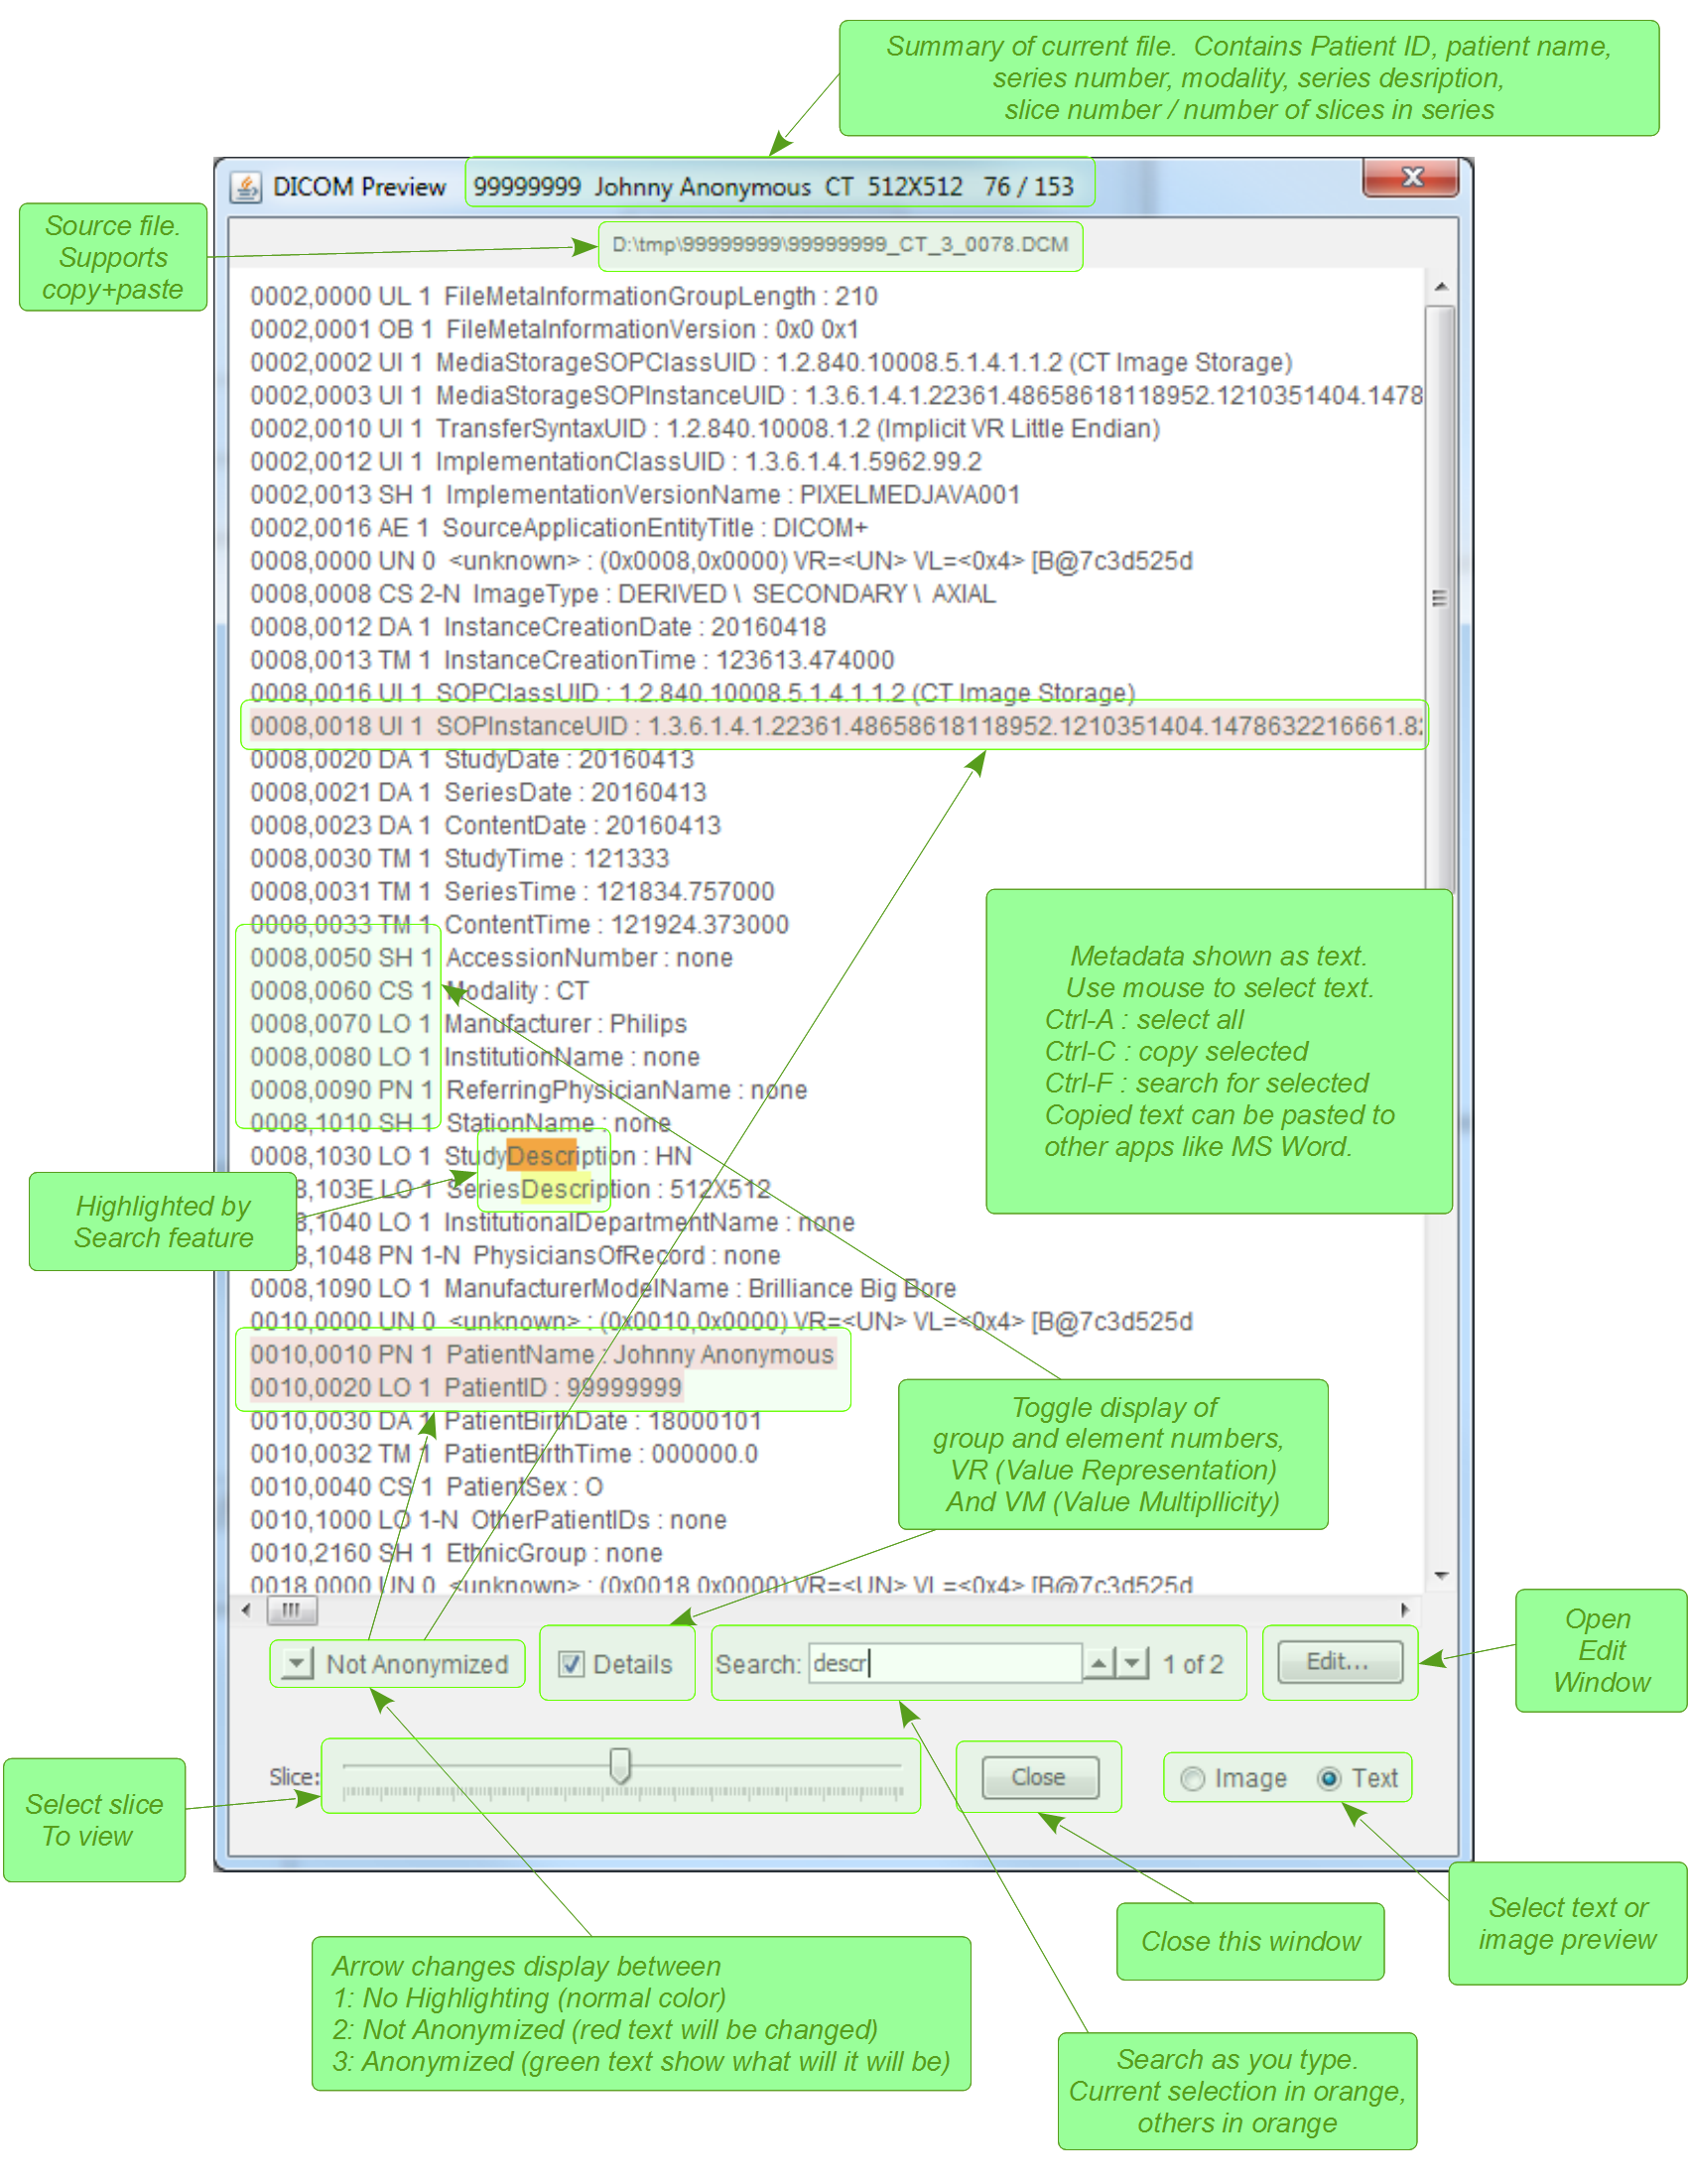 Summary of current file.  Contains Patient ID, patient name,
series number, modality, series desription,
slice number / number of slices in series
DICOM Preview 99999999 Johnny Anonymous CT 512X512 76 / 153
Source file.
Supports
copy+paste
D:\tmp\99999999\99999999_CT_3_0078.DCM
0002,0000 UL 1 FileMetaInformationGroupLength : 210
0002,0001 OB 1 FileMetaInformationVersion : 0x0 0x1
0002,0002 UI 1 MediaStorageSOPClassUID : 1.2.840.10008.5.1.4.1.1.2 (CT Image Storage)
0002,0003 UI 1 MediaStorageSOPInstanceUID : 1.3.6.1.4.1.22361.48658618118952.1210351404.1478
0002,0010 UI 1 TransferSyntaxUID : 1.2.840.10008.1.2 (Implicit VR Little Endian)
0002,0012 UI 1 ImplementationClassUID : 1.3.6.1.4.1.5962.99.2
0002,0013 SH 1 ImplementationVersionName : PIXELMEDJAVA001
0002,0016 AE 1 SourceApplicationEntityTitle : DICOM+
0008,0000 UN 0 <unknown> : (0x0008,0x0000) VR=<UN> VL=<0x4> [B@7c3d525d
0008,0008 CS 2-N ImageType : DERIVED \ SECONDARY \ AXIAL
0008,0012 DA 1 InstanceCreationDate : 20160418
0008,0013 TM 1 InstanceCreationTime : 123613.474000
0008,0016 UI 1 SOPClassUID : 1.2.840.10008.5.1.4.1.1.2 (CT Image Storage)
0008,0018 UI 1 SOPInstanceUID : 1.3.6.1.4.1.22361.48658618118952.1210351404.1478632216661.82
0008,0020 DA 1 StudyDate : 20160413
0008,0021 DA 1 SeriesDate : 20160413
0008,0023 DA 1 ContentDate : 20160413
0008,0030 TM 1 StudyTime : 121333
0008,0031 TM 1 SeriesTime : 121834.757000
0008,0033 TM 1 ContentTime : 121924.373000
0008,0050 SH 1 AccessionNumber : none
0008,0060 CS 1 Modality : CT
0008,0070 LO 1 Manufacturer : Philips
0008,0080 LO 1 InstitutionName : none
0008,0090 PN 1 ReferringPhysicianName : none
0008,1010 SH 1 StationName : none
0008,1030 LO 1 StudyDescription : HN
8,103E LO 1 SeriesDescription : 512X512
8,1040 LO 1 InstitutionalDepartmentName : none
8,1048 PN 1-N PhysiciansOfRecord : none
0008,1090 LO 1 ManufacturerModelName : Brilliance Big Bore
0010,0000 UN 0 <unknown> : (0x0010,0x0000) VR=<UN> VL=<0x4> [B@7c3d525d
0010,0010 PN 1 PatientName : Johnny Anonymous
0010,0020 LO 1 PatientID : 99999999
0010,0030 DA 1 PatientBirthDate : 18000101
0010,0032 TM 1 PatientBirthTime : 000000.0
0010,0040 CS 1 PatientSex : O
0010,1000 LO 1-N OtherPatientIDs : none
0010,2160 SH 1 EthnicGroup : none
0018,0000 UN 0 <unknown> : (0x0018,0x0000) VR=<UN> VL=<0x4> [B@7c3d525d
Metadata shown as text.
Use mouse to select text.
Ctrl-A : select all
Ctrl-C : copy selected
Ctrl-F : search for selected
Copied text can be pasted to
other apps like MS Word.
Highlighted by
Search feature
Toggle display of
group and element numbers,
VR (Value Representation)
And VM (Value Multipllicity)
Not Anonymized Details Search: descr 1 of 2 Edit...
Open
Edit
Window
Slice: Close Image Text
Select slice
To view
Select text or
image preview
Close this window
Arrow changes display between
1: No Highlighting (normal color)
2: Not Anonymized (red text will be changed)
3: Anonymized (green text show what will it will be)
Search as you type.
Current selection in orange,
others in orange